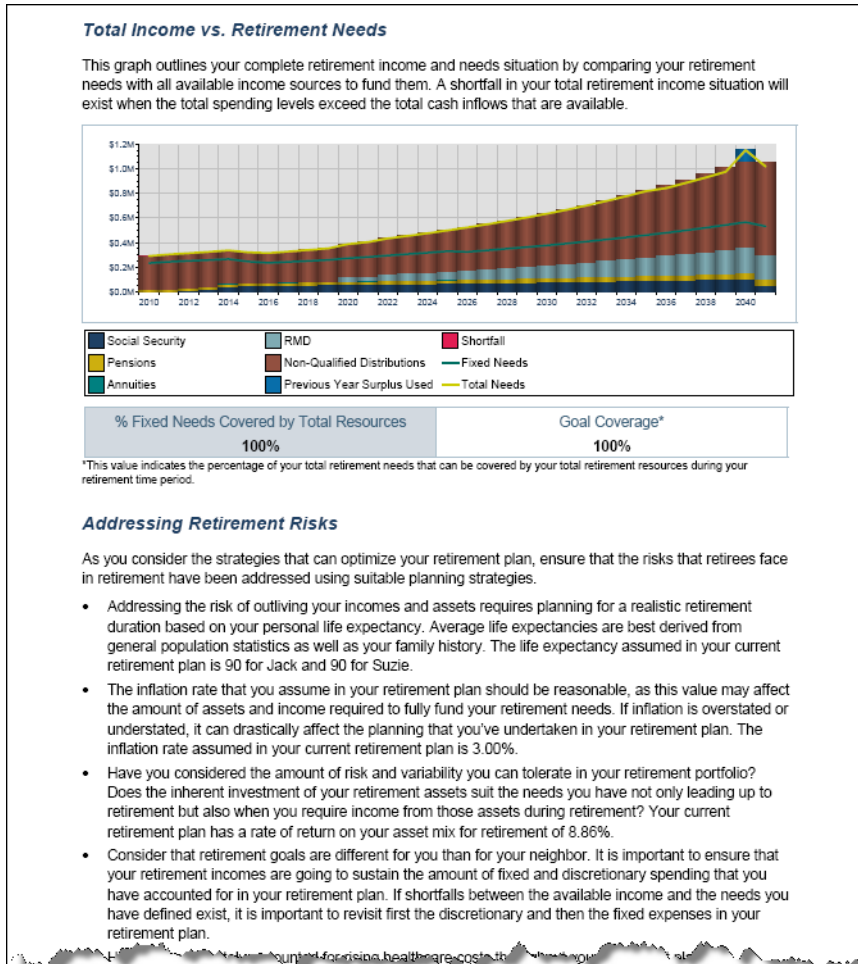 Total Income vs. Retirement Needs
This graph outlines your complete retirement income and needs situation by comparing your retirement
needs with all available income sources to fund them. A shortfall in your total retirement income situation will
exist when the total spending levels exceed the total cash inflows that are available.
$1.2M
$1.0M
$0.8M
$0.6M
$0.4M
$0.2M
$0.0M
2010 2012 2014 2016 2018 2020 2022 2024 2026 2028 2030 2032 2034 2036 2038 2040
Social Security RMD Shortfall
Pensions Non-Qualified Distributions Fixed Needs
Annuities Previous Year Surplus Used Total Needs
% Fixed Needs Covered by Total Resources Goal Coverage*
100% 100%
*This value indicates the percentage of your total retirement needs that can be covered by your total retirement resources during your
retirement time period.
Addressing Retirement Risks
As you consider the strategies that can optimize your retirement plan, ensure that the risks that retirees face
in retirement have been addressed using suitable planning strategies.
• Addressing the risk of outliving your incomes and assets requires planning for a realistic retirement
duration based on your personal life expectancy. Average life expectancies are best derived from
general population statistics as well as your family history. The life expectancy assumed in your current
retirement plan is 90 for Jack and 90 for Suzie.
• The inflation rate that you assume in your retirement plan should be reasonable, as this value may affect
the amount of assets and income required to fully fund your retirement needs. If inflation is overstated or
understated, it can drastically affect the planning that you've undertaken in your retirement plan. The
inflation rate assumed in your current retirement plan is 3.00%.
• Have you considered the amount of risk and variability you can tolerate in your retirement portfolio?
Does the inherent investment of your retirement assets suit the needs you have not only leading up to
retirement but also when you require income from those assets during retirement? Your current
retirement plan has a rate of return on your asset mix for retirement of 8.86%.
• Consider that retirement goals are different for you than for your neighbor. It is important to ensure that
your retirement incomes are going to sustain the amount of fixed and discretionary spending that you
have accounted for in your retirement plan. If shortfalls between the available income and the needs you
have defined exist, it is important to revisit first the discretionary and then the fixed expenses in your
retirement plan.
for rising healthcare costs